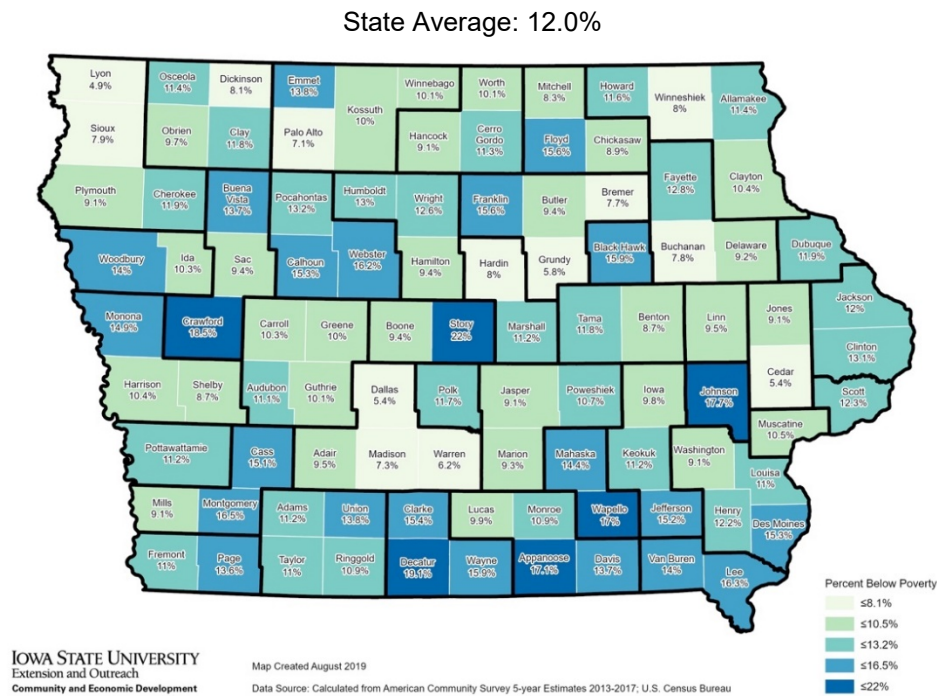 State Average: 12.0%
Lyon
4.9%
Osceola
11.4%
Dickinson
8.1%
Emmet
13.8%
Kossuth
10%
Winnebago
10.1%
Worth
10.1%
Mitchell
8.3%
Howard
11.6%
Winneshiek
8%
Allamakee
11.4%
Sioux
7.9%
Obrien
9.7%
Clay
11.8%
Palo Alto
7.1%
Hancock
9.1%
Cerro
Gordo
11.3%
Floyd
15.6%
Chickasaw
8.9%
Plymouth
9.1%
Cherokee
11.9%
Buena
Vista
13.7%
Pocahontas
13.2%
Humboldt
13%
Wright
12.6%
Franklin
15.6%
Butler
9.4%
Bremer
7.7%
Fayette
12.8%
Clayton
10.4%
Woodbury
14%
Ida
10.3%
Sac
9.4%
Calhoun
15.3%
Webster
16.2%
Hamilton
9.4%
Hardin
8%
Grundy
5.8%
Black Hawk
15.9%
Buchanan
7.8%
Delaware
9.2%
Dubuque
11.9%
Monona
14.9%
Crawford
18.5%
Carroll
10.3%
Greene
10%
Boone
9.4%
Story
22%
Marshall
11.2%
Tama
11.8%
Benton
8.7%
Linn
9.5%
Jones
9.1%
Jackson
12%
Clinton
13.1%
Harrison
10.4%
Shelby
8.7%
Audubon
11.1%
Guthrie
10.1%
Dallas
5.4%
Polk
11.7%
Jasper
9.1%
Poweshiek
10.7%
Iowa
9.8%
Johnson
17.7%
Cedar
5.4%
Scott
12.3%
Muscatine
10.5%
Pottawattamie
11.2%
Cass
15.1%
Adair
9.5%
Madison
7.3%
Warren
6.2%
Marion
9.3%
Mahaska
14.4%
Keokuk
11.2%
Washington
9.1%
Louisa
11%
Mills
9.1%
Montgomery
16.5%
Adams
11.2%
Union
13.8%
Clarke
15.4%
Lucas
9.9%
Monroe
10.9%
Wapello
17%
Jefferson
15.2%
Henry
12.2%
Des Moines
15.3%
Fremont
11%
Page
13.6%
Taylor
11%
Ringgold
10.9%
Decatur
19.1%
Wayne
15.9%
Appanoose
17.1%
Davis
13.7%
Van Buren
14%
Lee
16.3%
Percent Below Poverty
≤8.1%
≤10.5%
≤13.2%
≤16.5%
≤22%
IOWA STATE UNIVERSITY
Extension and Outreach
Community and Economic Development
Map Created August 2019
Data Source: Calculated from American Community Survey 5-year Estimates 2013-2017; U.S. Census Bureau